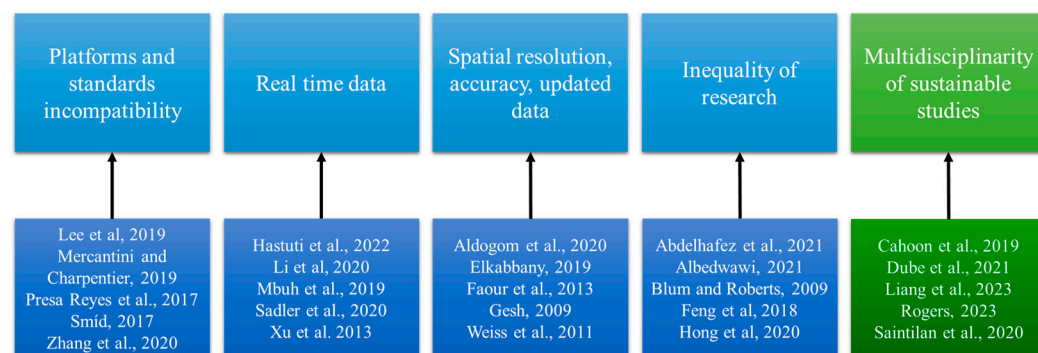 Platforms and
standards
incompatibility
Real time data
Spatial resolution,
accuracy, updated
data
Inequality of
research
Multidisciplinarity
of sustainable
studies
Lee et al, 2019
Mercantini and
Charpentier, 2019
Presa Reyes et al., 2017
Smíd, 2017
Zhang et al., 2020
Hastuti et al., 2022
Li et al, 2020
Mbuh et al., 2019
Sadler et al., 2020
Xu et al. 2013
Aldogom et al., 2020
Elkabbany, 2019
Faour et al., 2013
Gesh, 2009
Weiss et al., 2011
Abdelhafez et al., 2021
Albedwawi, 2021
Blum and Roberts, 2009
Feng et al, 2018
Hong et al, 2020
Cahoon et al., 2019
Dube et al., 2021
Liang et al., 2023
Rogers, 2023
Saintilan et al., 2020